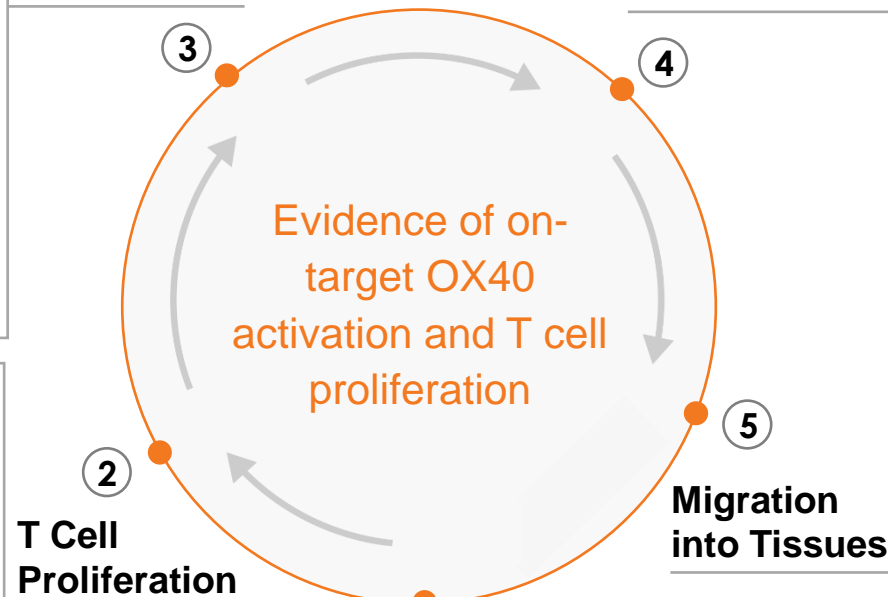 3
4
Evidence of on-
target OX40
activation and T cell
proliferation
5
Migration
into Tissues
2
T Cell
Proliferation